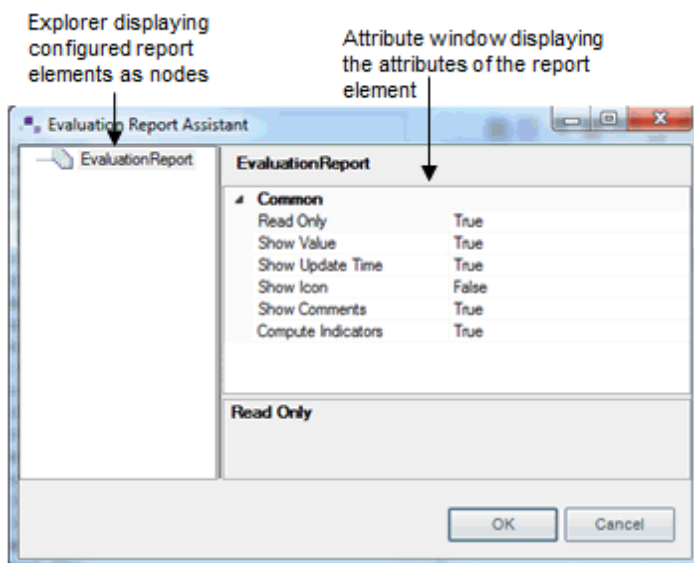 Explorer displaying
configured report
elements as nodes
Attribute window displaying
the attributes of the report
element
Evaluation Report Assistant
EvaluationReport
EvaluationReport
Common
Read Only True
Show Value True
Show Update Time True
Show Icon False
Show Comments True
Compute Indicators True
Read Only
OK Cancel